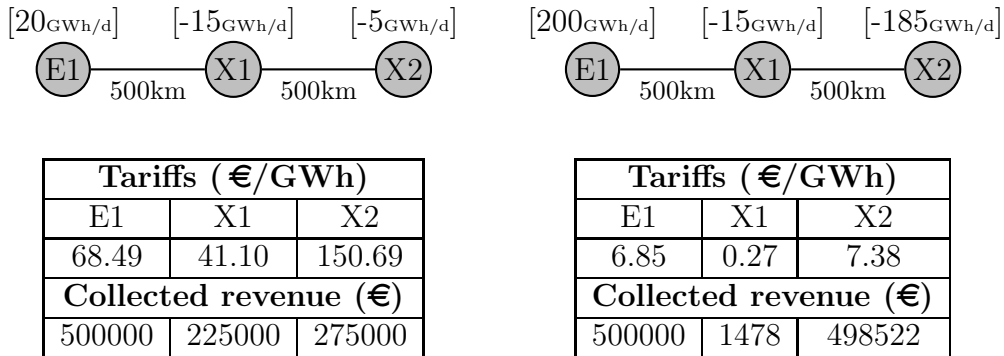 [20GWh/d] [-15GWh/d] [-5GWh/d]
E1 X1 X2
500km 500km
Tariffs (€/GWh)
E1 X1 X2
68.49 41.10 150.69
Collected revenue (€)
500000 225000 275000
[200GWh/d] [-15GWh/d] [-185GWh/d]
E1 X1 X2
500km 500km
Tariffs (€/GWh)
E1 X1 X2
6.85 0.27 7.38
Collected revenue (€)
500000 1478 498522